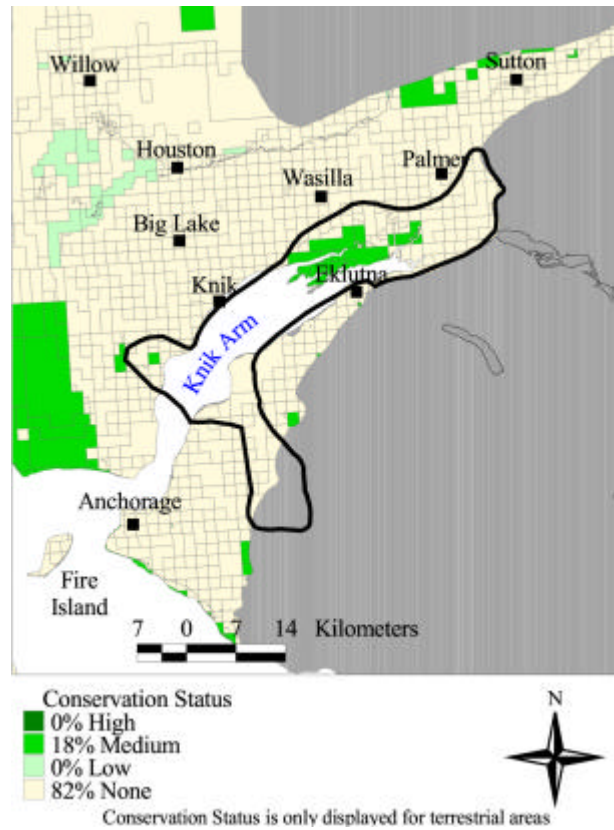 Willow
Sutton
Houston
Palmer
Wasilla
Big Lake
Knik
Eklutna
Knik Arm
Anchorage
Fire
Island
7 0 7 14 Kilometers
Conservation Status
0% High
18% Medium
0% Low
82% None
N
Conservation Status is only displayed for terrestrial areas